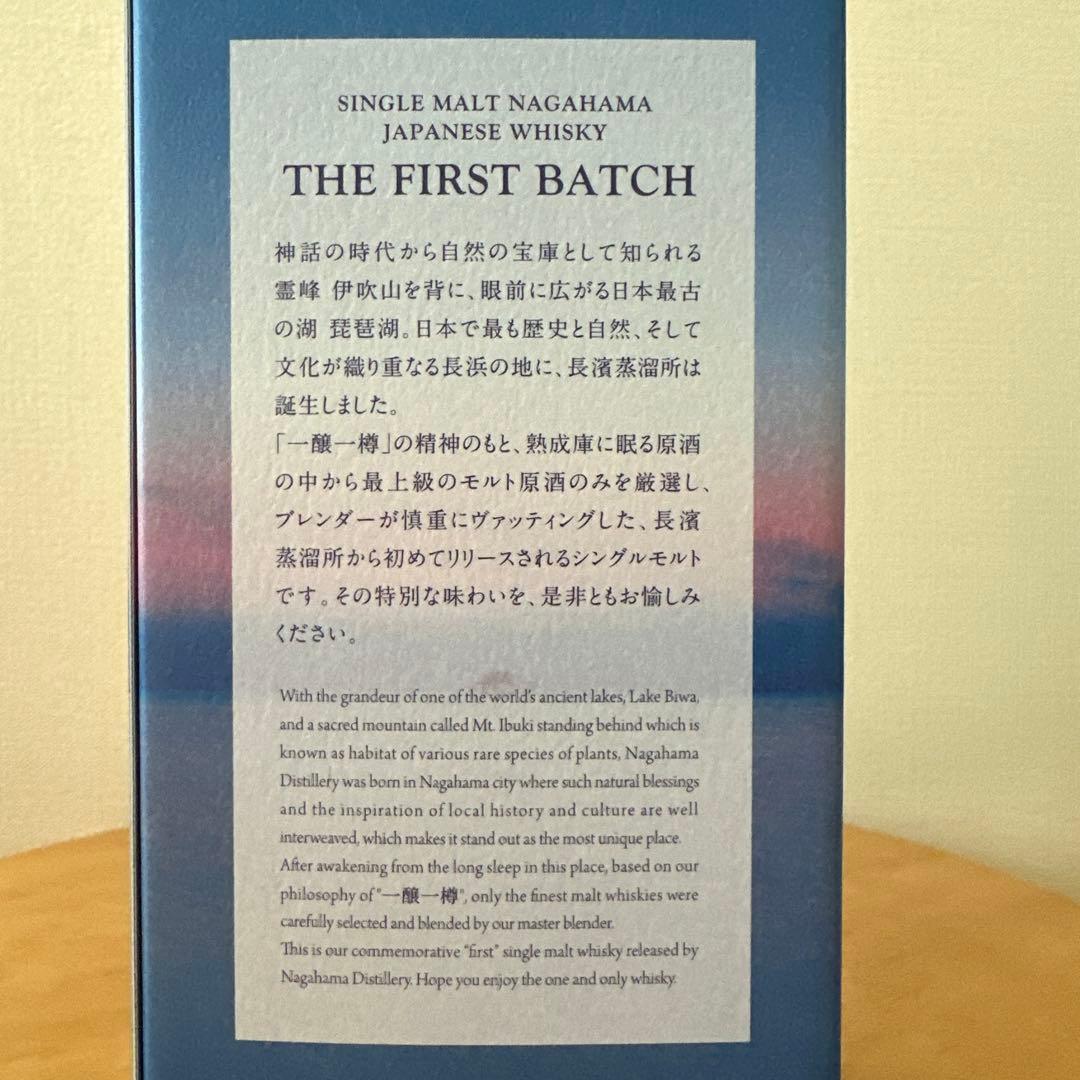 SINGLE MALT NAGAHAMA
JAPANESE WHISKY
THE FIRST BATCH
神話の時代から自然の宝庫として知られる
霊峰 伊吹山を背に、眼前に広がる日本最古
の湖 琵琶湖。日本で最も歴史と自然、そして
文化が織り重なる長浜の地に、長濱蒸溜所は
誕生しました。
「一醸一樽」の精神のもと、熟成庫に眠る原酒
の中から最上級のモルト原酒のみを厳選し、
ブレンダーが慎重にヴァッティングした、長濱
蒸溜所から初めてリリースされるシングルモルト
です。その特別な味わいを、是非ともお愉しみ
ください。
With the grandeur of one of the world's ancient lakes, Lake Biwa,
and a sacred mountain called Mt. Ibuki standing behind which is
known as habitat of various rare species of plants, Nagahama
Distillery was born in Nagahama city where such natural blessings
and the inspiration of local history and culture are well
interweaved, which makes it stand out as the most unique place.
After awakening from the long sleep in this place, based on our
philosophy of "一醸一樽", only the finest malt whiskies were
carefully selected and blended by our master blender.
This is our commemorative "first" single malt whisky released by
Nagahama Distillery. Hope you enjoy the one and only whisky.